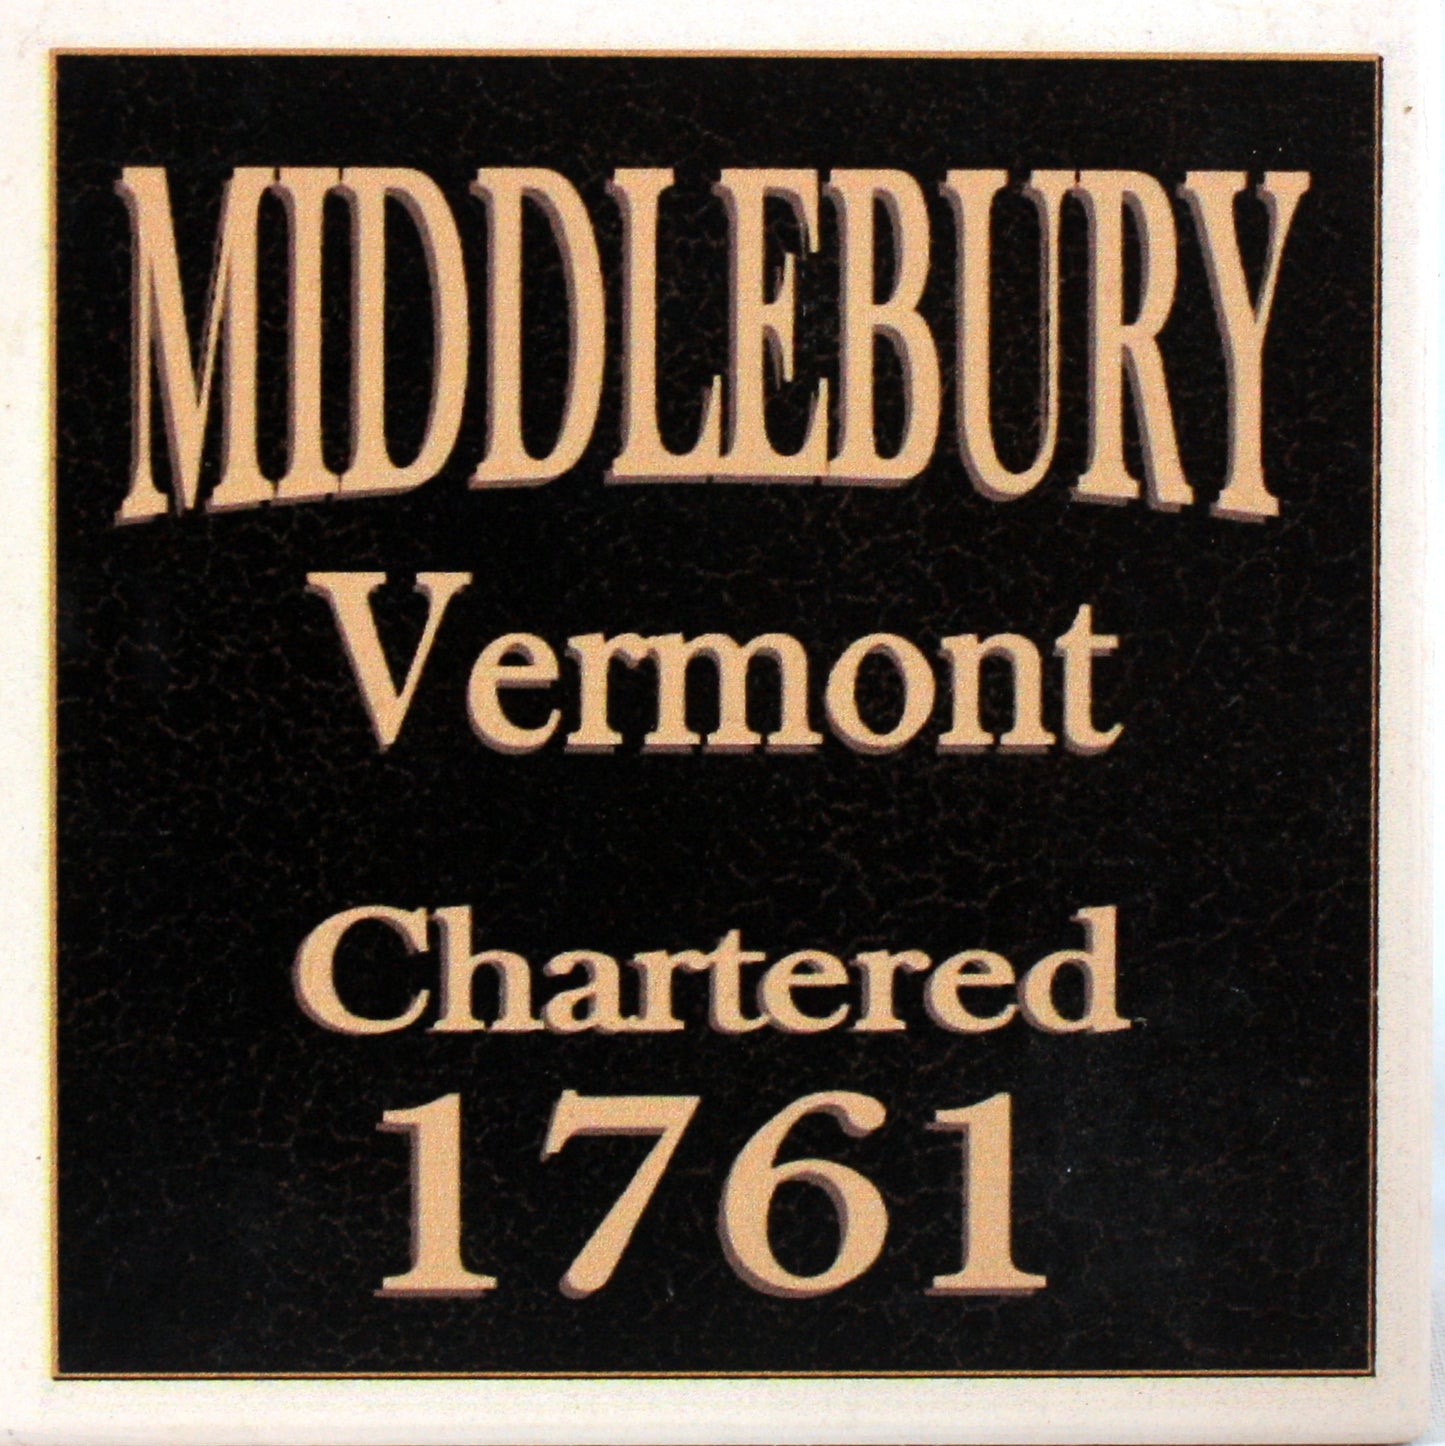 MIDDLEBURY
Vermont
Chartered
1761